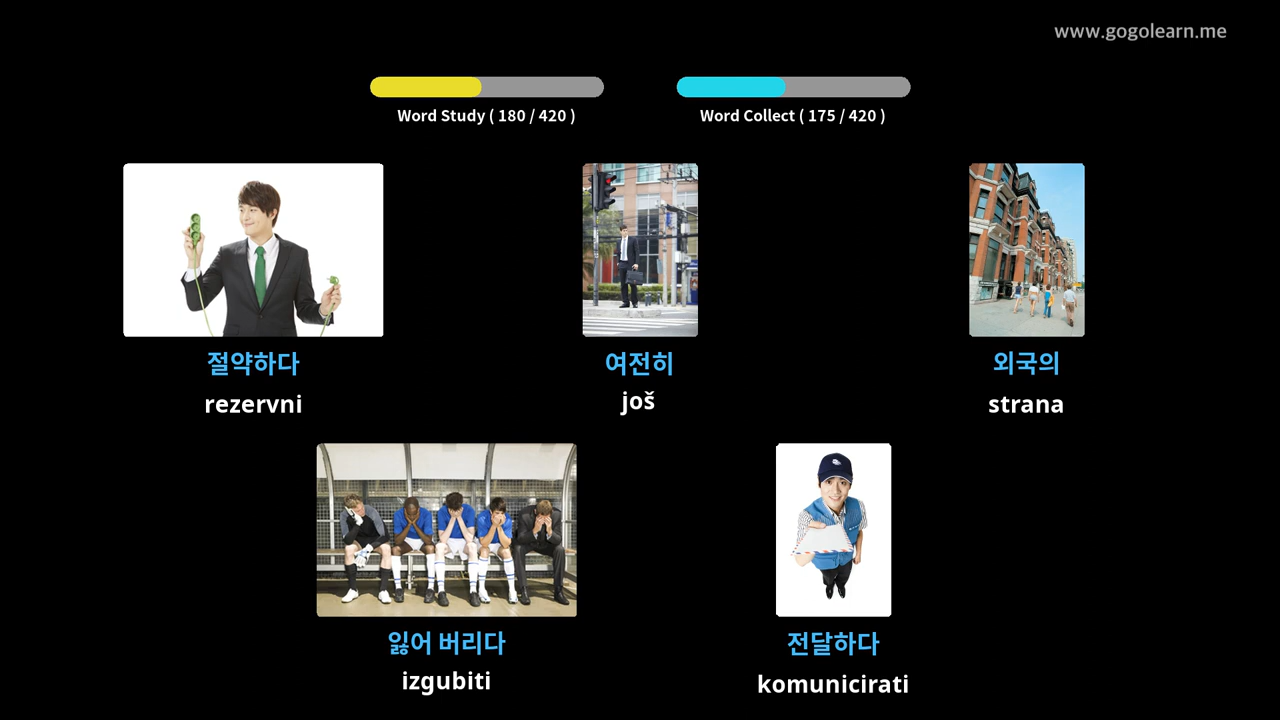 www.gogolearn.me
Word Study ( 180 / 420 )
Word Collect ( 175 / 420 )
절약하다
rezervni
여전히
još
외국의
strana
잃어 버리다
izgubiti
전달하다
komunicirati